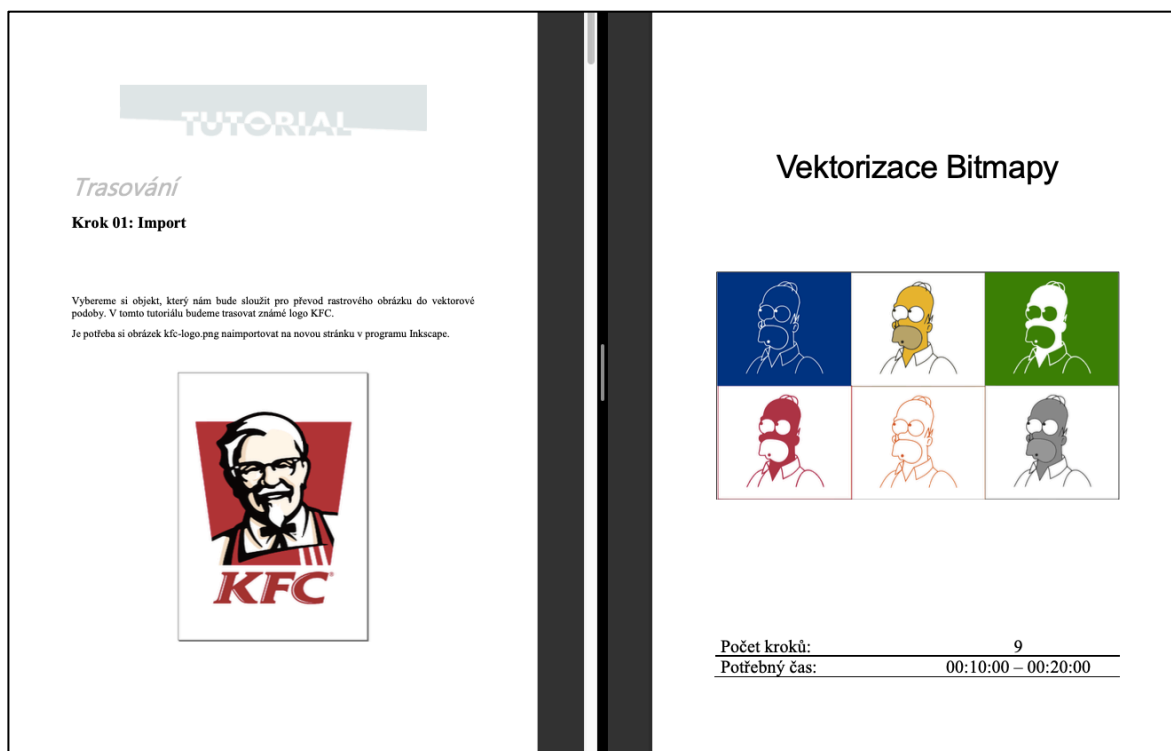 TUTORIAL
Trasování
Krok 01: Import
Vybereme si objekt, který nám bude sloužit pro převod rastrového obrázku do vektorové
podoby. V tomto tutoriálu budeme trasovat známé logo KFC.
Je potřeba si obrázek kfc-logo.png naimportovat na novou stránku v programu Inkscape.
KFC
Vektorizace Bitmapy
Počet kroků: 9
Potřebný čas: 00:10:00 – 00:20:00